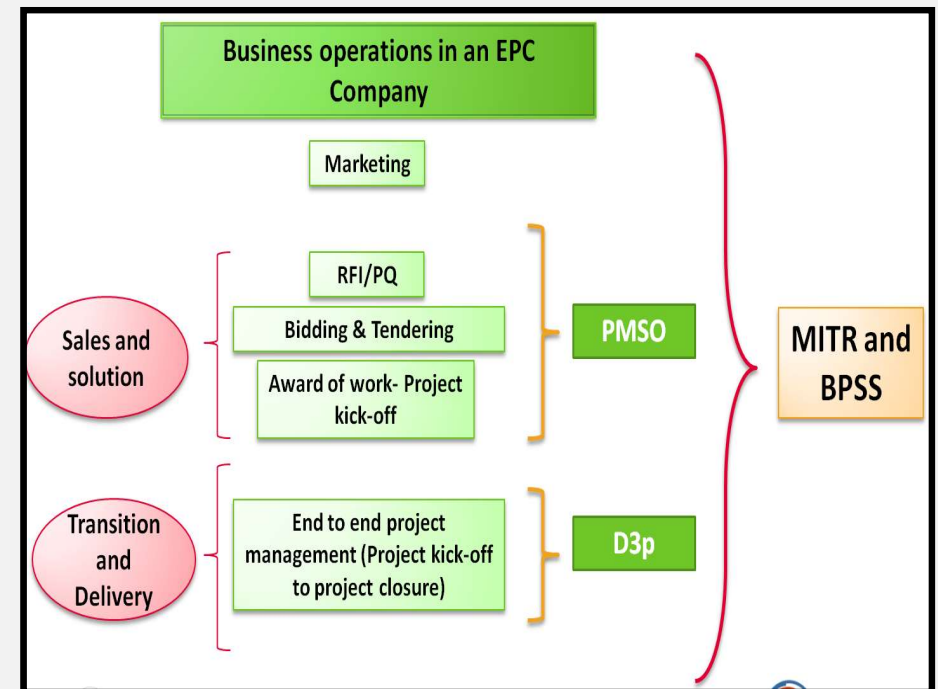 Business operations in an EPC
Company
Marketing
RFI/PQ
Bidding & Tendering
Award of work- Project
kick-off
Sales and
solution
PMSO
MITR and
BPSS
Transition
and
Delivery
End to end project
management (Project kick-off
to project closure)
D3p